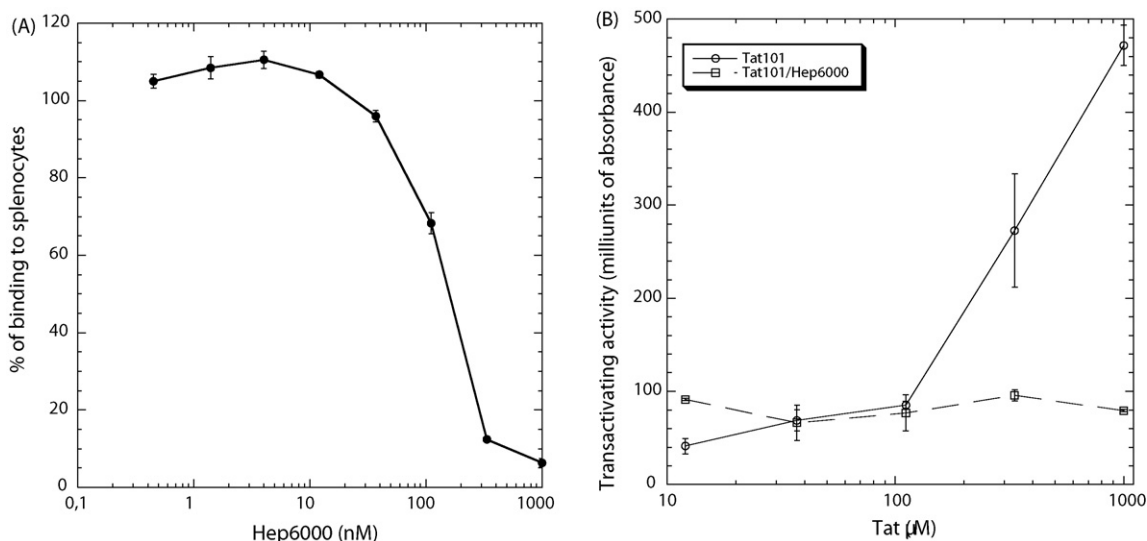 (A)
% of binding to splenocytes
120
100
80
60
40
20
0
0,1
1
10
100
1000
Hep6000 (nM)
(B)
Transactivating activity (milliunits of absorbance)
500
400
300
200
100
0
Tat101
Tat101/Hep6000
10
100
1000
Tat (µM)